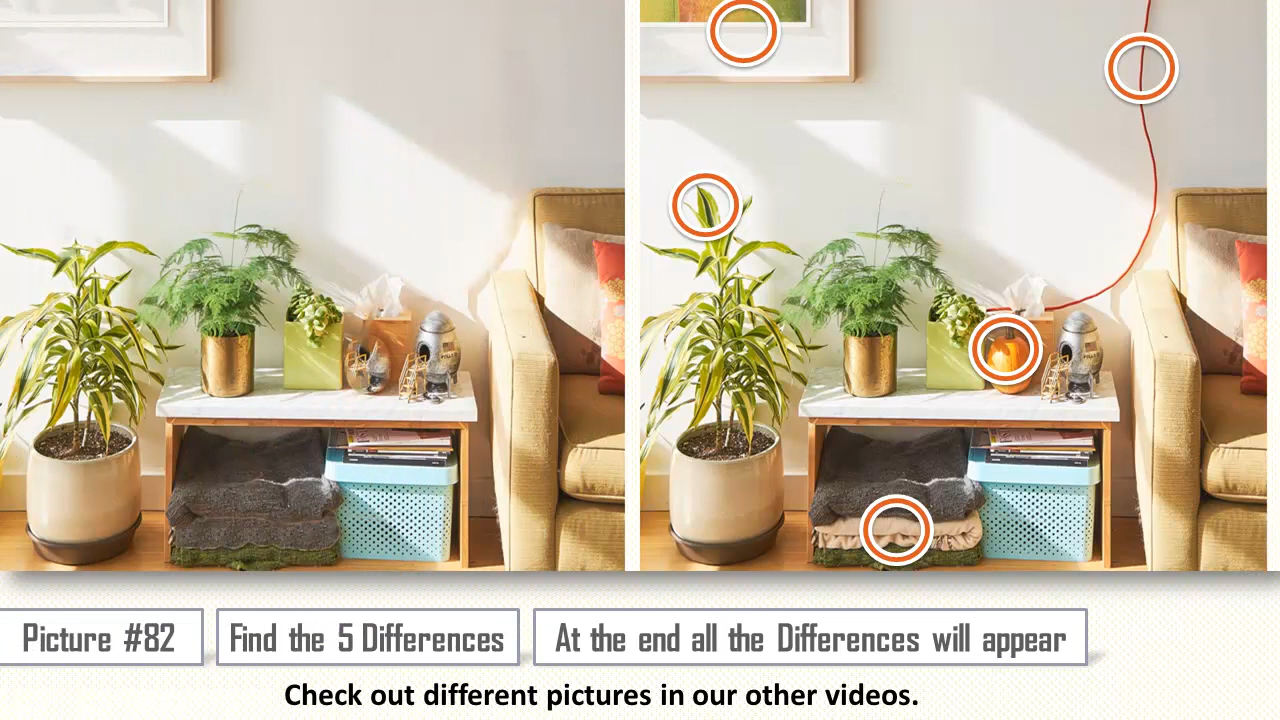 Picture #82
Find the 5 Differences
At the end all the Differences will appear
Check out different pictures in our other videos.